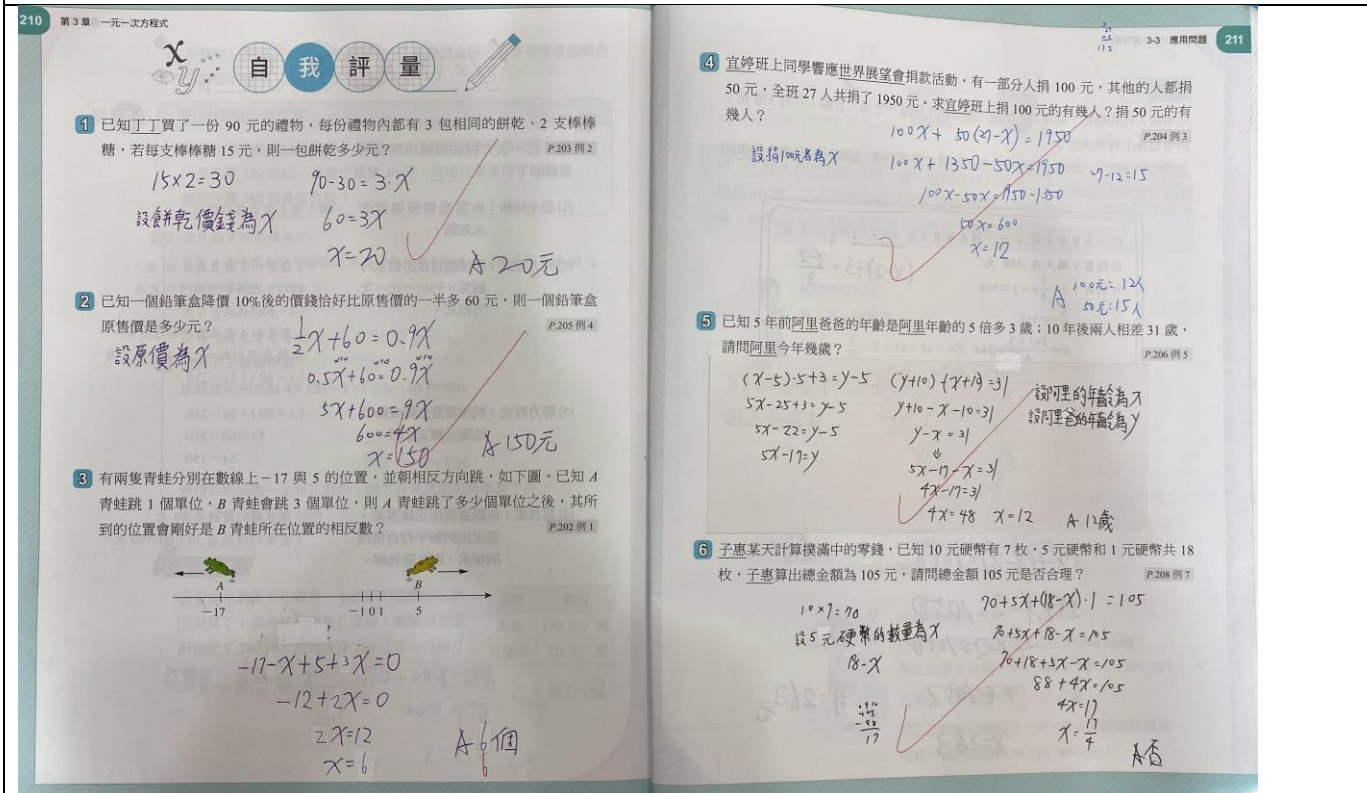 210 第3章 一元一次方程式
x y 自我評量
1 已知丁丁買了一份 90 元的禮物，每份禮物內都有 3 包相同的餅乾、2 支棒棒
糖，若每支棒棒糖 15 元，則一包餅乾多少元？ P.203 例 2
15×2=30 90-30=3·x
設餅乾價錢為x 60=3x
x=20 A 20元
2 已知一個鉛筆盒降價 10%後的價錢恰好比原售價的一半多 60 元，則一個鉛筆盒
原售價是多少元？ P.205 例 4
設原價為x
1/2x+60=0.9x
×10 ×10 ×10
0.5x+60=0.9x
5x+600=9x
600=4x
x=150 A 150元
3 有兩隻青蛙分別在數線上－17 與 5 的位置，並朝相反方向跳，如下圖。已知 A
青蛙跳 1 個單位，B 青蛙會跳 3 個單位，則 A 青蛙跳了多少個單位之後，其所
到的位置會剛好是 B 青蛙所在位置的相反數？ P.202 例 1
A B
－17 －1 0 1 5
-17-x+5+3x=0
-12+2x=0
2x=12
x=6
A 6個
6
3-3 應用問題 211
4 宜婷班上同學響應世界展望會捐款活動，有一部分人捐 100 元，其他的人都捐
50 元，全班 27 人共捐了 1950 元。求宜婷班上捐 100 元的有幾人？捐 50 元的有
幾人？ P.204 例 3
設捐100元者為x
100x+50(27-x)=1950
100x+1350-50x=1950
100x-50x=1950-1350
50x=600
x=12
A 100元：12人
50元：15人
5 已知 5 年前阿里爸爸的年齡是阿里年齡的 5 倍多 3 歲；10 年後兩人相差 31 歲，
請問阿里今年幾歲？ P.206 例 5
(x-5)·5+3=y-5
5x-25+3=y-5
5x-22=y-5
5x-17=y
(y+10)-(x+10)=31
y+10-x-10=31
y-x=31
↓
5x-17-x=31
4x-17=31
4x=48 x=12
設阿里的年齡為x
設阿里爸的年齡為y
A 12歲
6 子惠某天計算撲滿中的零錢，已知 10 元硬幣有 7 枚，5 元硬幣和 1 元硬幣共 18
枚，子惠算出總金額為 105 元，請問總金額 105 元是否合理？ P.208 例 7
10×7=70
設5元硬幣的數量為x
18-x
105
-88
17
70+5x+(18-x)·1=105
70+5x+18-x=105
70+18+5x-x=105
88+4x=105
4x=17
x=17/4
A 否